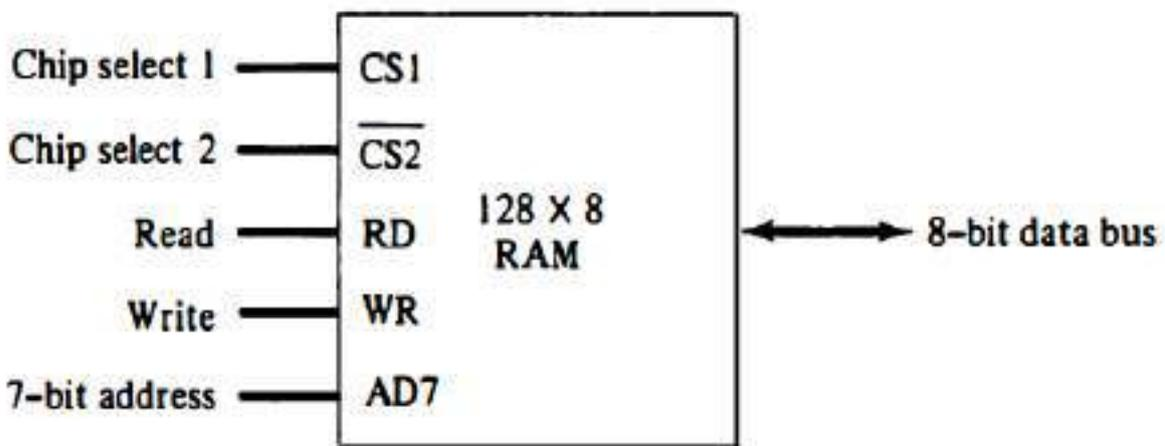 Chip select 1
CS1
Chip select 2
C̅S̅2̅
Read
RD
128 X 8
RAM
8-bit data bus
Write
WR
7-bit address
AD7